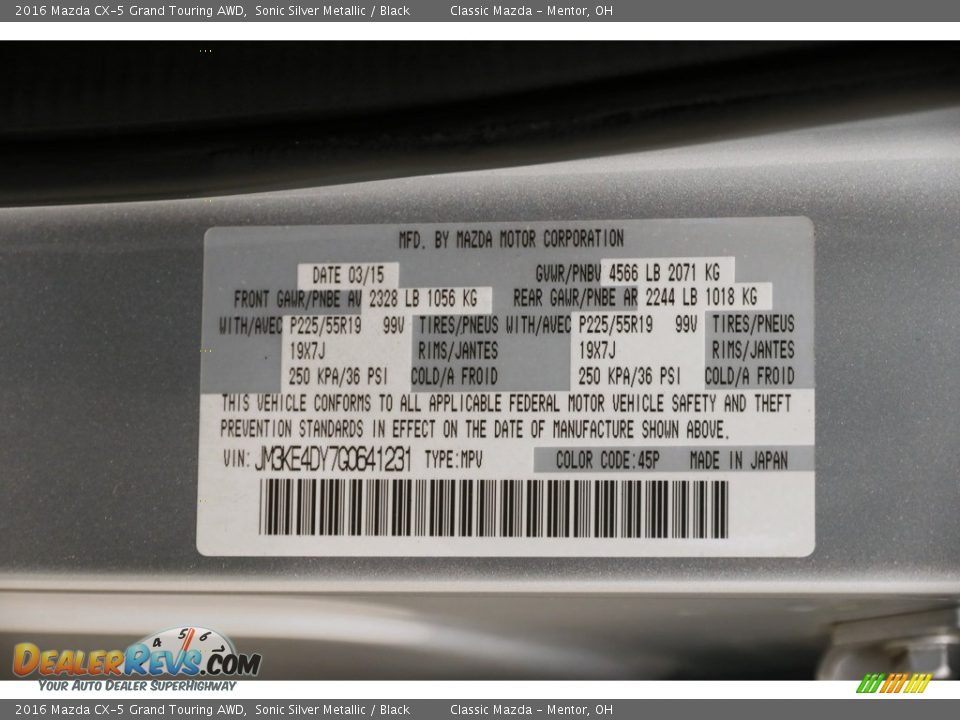 2016 Mazda CX-5 Grand Touring AWD, Sonic Silver Metallic / Black Classic Mazda - Mentor, OH
MFD. BY MAZDA MOTOR CORPORATION
DATE 03/15 GVWR/PNBV 4566 LB 2071 KG
FRONT GAWR/PNBE AV 2328 LB 1056 KG REAR GAWR/PNBE AR 2244 LB 1018 KG
WITH/AVEC P225/55R19 99V TIRES/PNEUS WITH/AVEC P225/55R19 99V TIRES/PNEUS
19X7J RIMS/JANTES 19X7J RIMS/JANTES
250 KPA/36 PSI COLD/A FROID 250 KPA/36 PSI COLD/A FROID
THIS VEHICLE CONFORMS TO ALL APPLICABLE FEDERAL MOTOR VEHICLE SAFETY AND THEFT
PREVENTION STANDARDS IN EFFECT ON THE DATE OF MANUFACTURE SHOWN ABOVE.
VIN: JM3KE4DY7G0641231 TYPE:MPV COLOR CODE:45P MADE IN JAPAN
4 5 6
DEALERREVS.COM
YOUR AUTO DEALER SUPERHIGHWAY
2016 Mazda CX-5 Grand Touring AWD, Sonic Silver Metallic / Black Classic Mazda - Mentor, OH